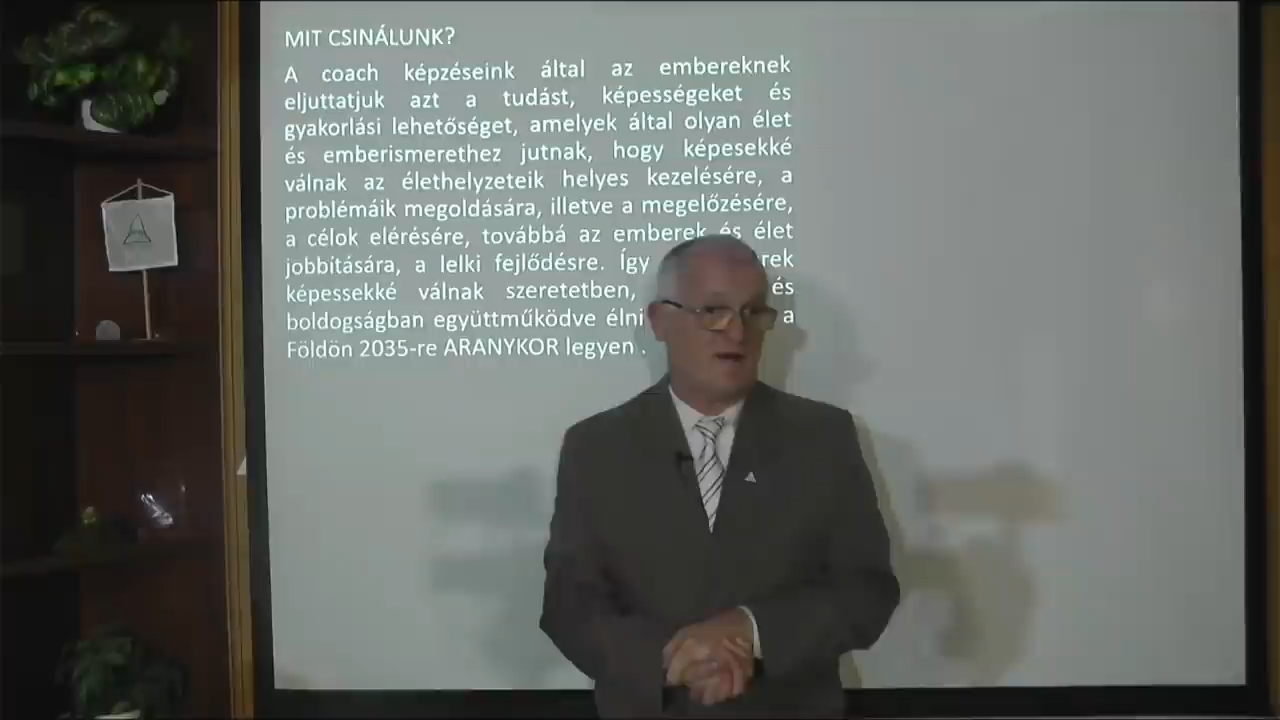 MIT CSINÁLUNK?
A coach képzéseink által az embereknek
eljuttatjuk azt a tudást, képességeket és
gyakorlási lehetőséget, amelyek által olyan élet
és emberismerethez jutnak, hogy képesekké
válnak az élethelyzeteik helyes kezelésére, a
problémáik megoldására, illetve a megelőzésére,
a célok elérésére, továbbá az emberek és élet
jobbítására, a lelki fejlődésre. Így
képessekké válnak szeretetben, és
boldogságban együttműködve élni a
Földön 2035-re ARANYKOR legyen .